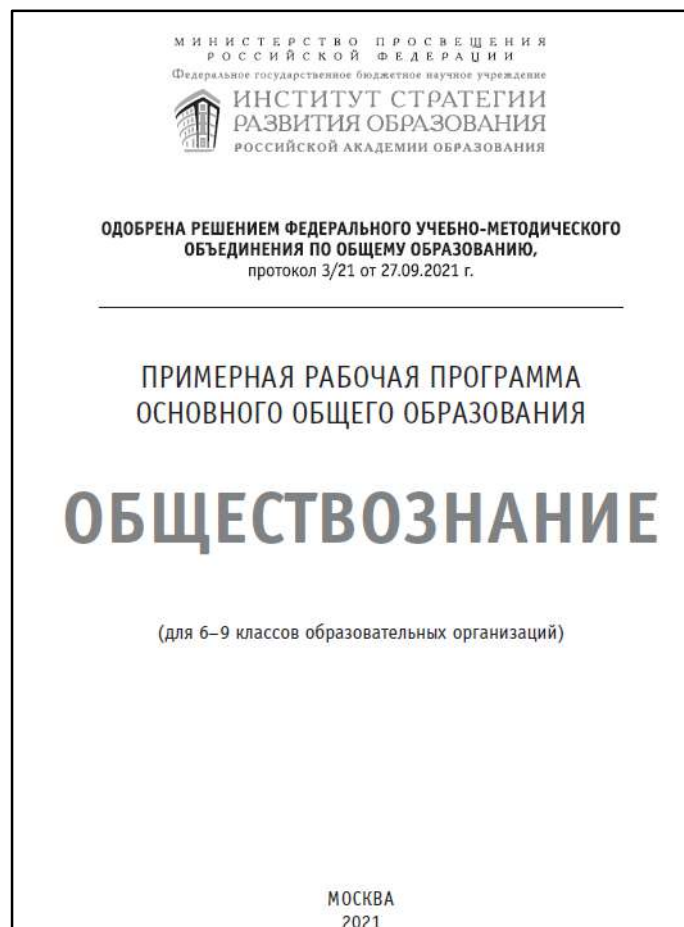 МИНИСТЕРСТВО ПРОСВЕЩЕНИЯ
РОССИЙСКОЙ ФЕДЕРАЦИИ
Федеральное государственное бюджетное научное учреждение
ИНСТИТУТ СТРАТЕГИИ
РАЗВИТИЯ ОБРАЗОВАНИЯ
РОССИЙСКОЙ АКАДЕМИИ ОБРАЗОВАНИЯ
ОДОБРЕНА РЕШЕНИЕМ ФЕДЕРАЛЬНОГО УЧЕБНО-МЕТОДИЧЕСКОГО
ОБЪЕДИНЕНИЯ ПО ОБЩЕМУ ОБРАЗОВАНИЮ,
протокол 3/21 от 27.09.2021 г.
ПРИМЕРНАЯ РАБОЧАЯ ПРОГРАММА
ОСНОВНОГО ОБЩЕГО ОБРАЗОВАНИЯ
ОБЩЕСТВОЗНАНИЕ
(для 6–9 классов образовательных организаций)
МОСКВА
2021